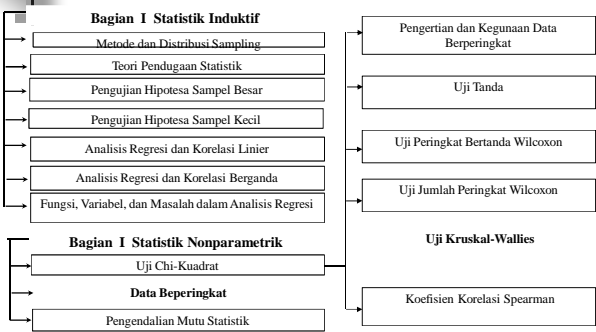 Bagian I Statistik Induktif
Metode dan Distribusi Sampling
Teori Pendugaan Statistik
Pengujian Hipotesa Sampel Besar
Pengujian Hipotesa Sampel Kecil
Analisis Regresi dan Korelasi Linier
Analisis Regresi dan Korelasi Berganda
Fungsi, Variabel, dan Masalah dalam Analisis Regresi
Bagian I Statistik Nonparametrik
Uji Chi-Kuadrat
Data Beperingkat
Pengendalian Mutu Statistik
Pengertian dan Kegunaan Data
Berperingkat
Uji Tanda
Uji Peringkat Bertanda Wilcoxon
Uji Jumlah Peringkat Wilcoxon
Uji Kruskal-Wallies
Koefisien Korelasi Spearman